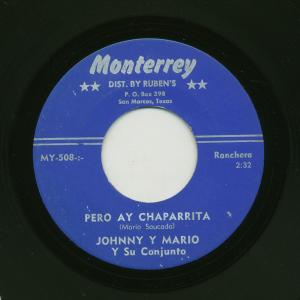 Monterrey
★★ DIST. BY RUBEN'S ★★
P. O. Box 398
San Marcos, Texas
MY-508-:-
Ranchera
2:32
PERO AY CHAPARRITA
(Mario Saucedo)
JOHNNY Y MARIO
Y Su Conjunto